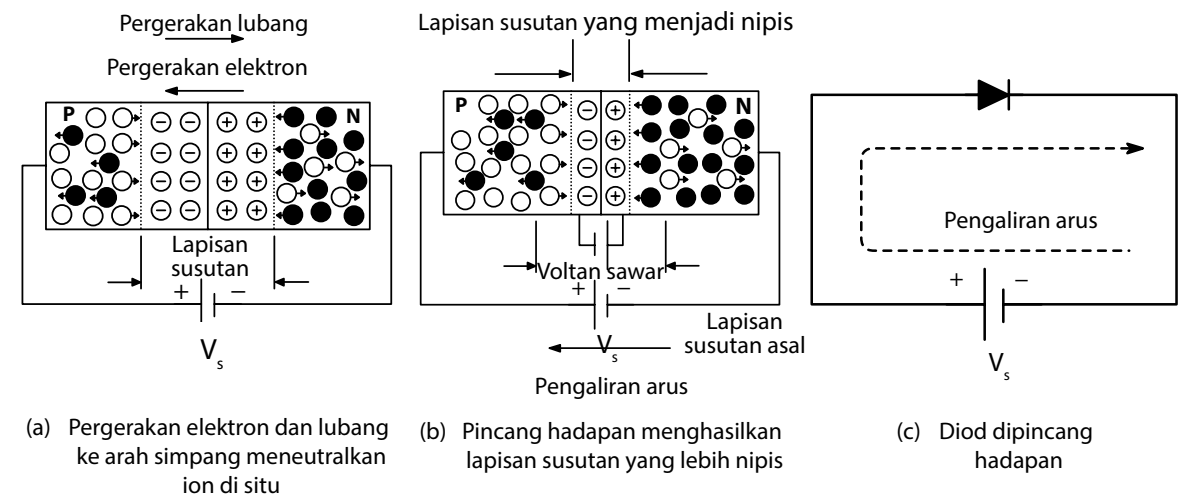 Pergerakan lubang
Pergerakan elektron
P
N
Lapisan
susutan
+ −
Vs
(a) Pergerakan elektron dan lubang
ke arah simpang meneutralkan
ion di situ
Lapisan susutan yang menjadi nipis
P
N
Voltan sawar
+ −
Vs
Lapisan
susutan asal
Pengaliran arus
(b) Pincang hadapan menghasilkan
lapisan susutan yang lebih nipis
Pengaliran arus
+ −
Vs
(c) Diod dipincang
hadapan